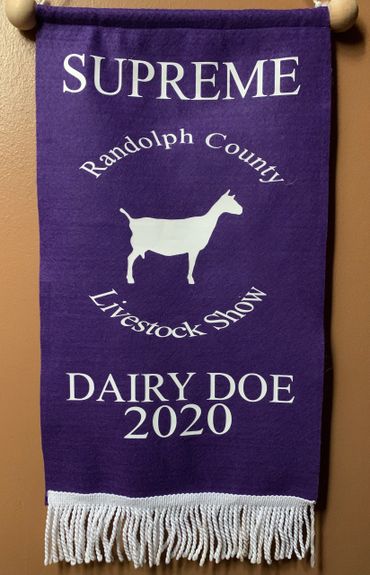 SUPREME
Randolph County
Livestock Show
DAIRY DOE
2020